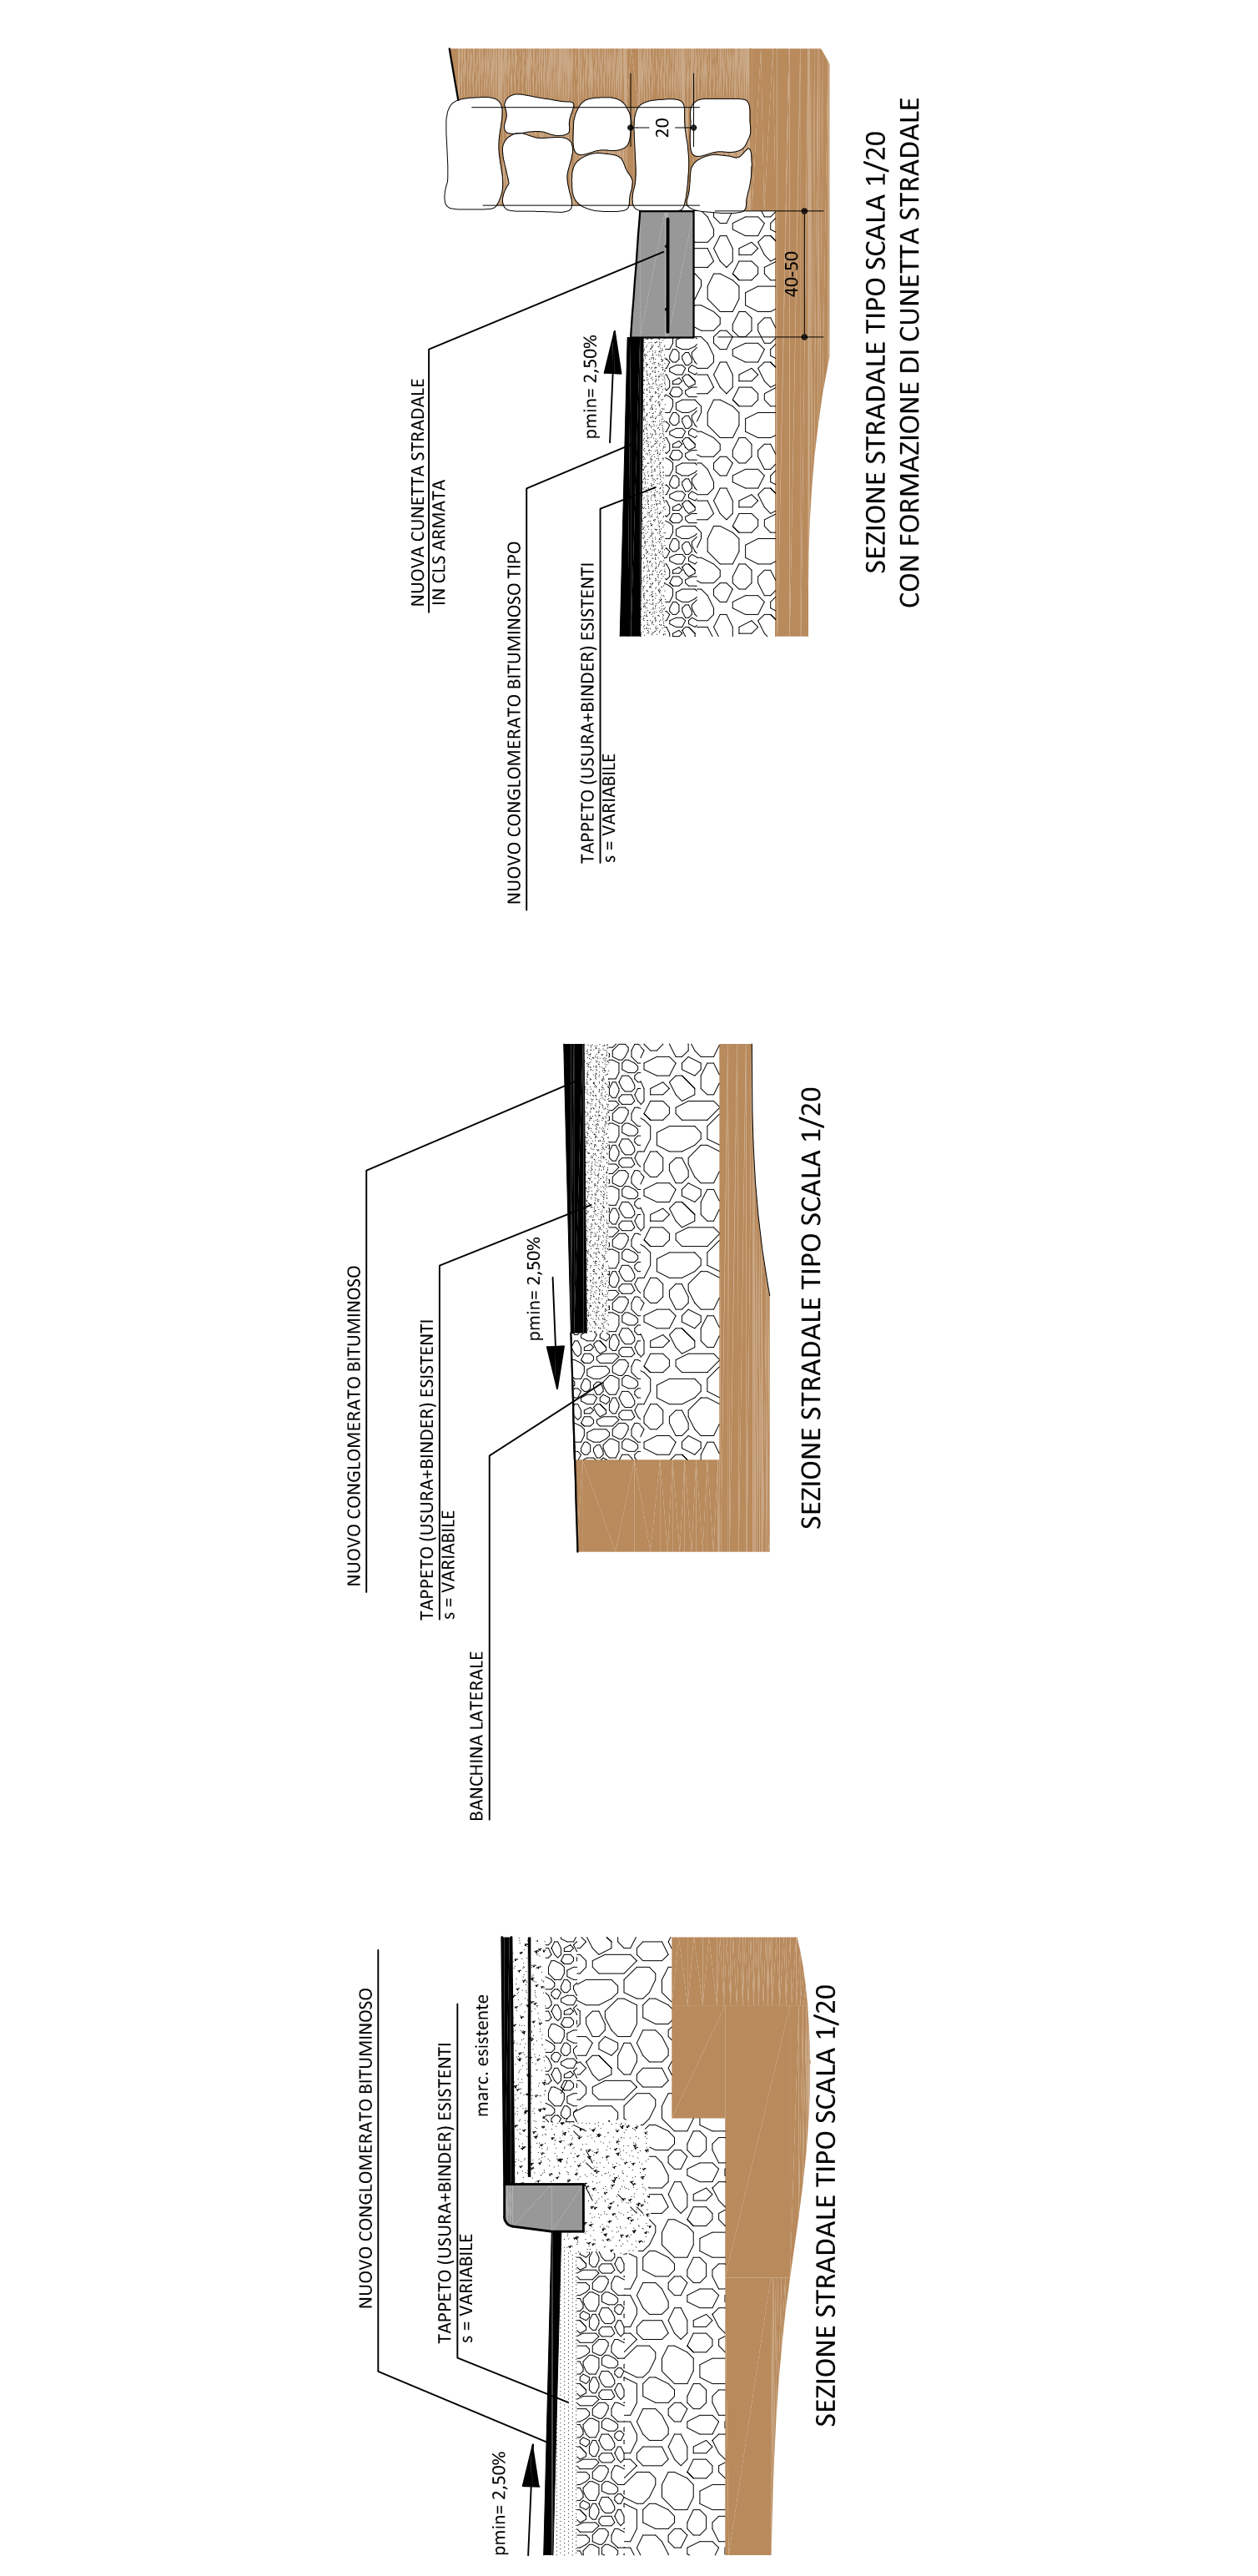 NUOVO CONGLOMERATO BITUMINOSO
TAPPETO (USURA+BINDER) ESISTENTI
s = VARIABILE
marc. esistente
pmin= 2,50%
SEZIONE STRADALE TIPO SCALA 1/20
NUOVO CONGLOMERATO BITUMINOSO
TAPPETO (USURA+BINDER) ESISTENTI
s = VARIABILE
BANCHINA LATERALE
pmin= 2,50%
SEZIONE STRADALE TIPO SCALA 1/20
NUOVA CUNETTA STRADALE
IN CLS ARMATA
NUOVO CONGLOMERATO BITUMINOSO TIPO
TAPPETO (USURA+BINDER) ESISTENTI
s = VARIABILE
pmin= 2,50%
20
40-50
SEZIONE STRADALE TIPO SCALA 1/20
CON FORMAZIONE DI CUNETTA STRADALE